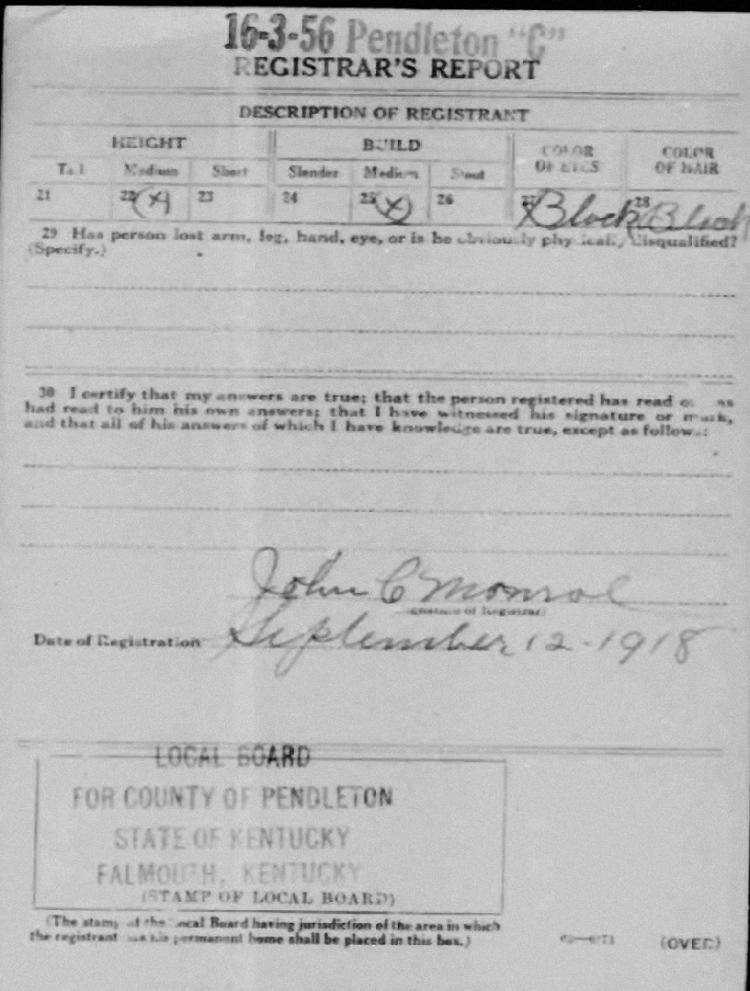 16-3-56 Pendleton "C"
REGISTRAR'S REPORT
DESCRIPTION OF REGISTRANT
HEIGHT BUILD COLOR OF EYES COLOR OF HAIR
Tall Medium Short Slender Medium Stout
21 22 (X) 23 24 25 (X) 26 27 Black 28 Black
29 Has person lost arm, leg, hand, eye, or is he obviously physically disqualified?
(Specify.)
30 I certify that my answers are true; that the person registered has read or has
had read to him his own answers; that I have witnessed his signature or mark,
and that all of his answers of which I have knowledge are true, except as follows:
John C Monroe
(Signature of Registrar)
Date of Registration September 12-1918
LOCAL BOARD
FOR COUNTY OF PENDLETON
STATE OF KENTUCKY
FALMOUTH, KENTUCKY
(STAMP OF LOCAL BOARD)
(The stamp of the Local Board having jurisdiction of the area in which
the registrant has his permanent home shall be placed in this box.)
(OVER)